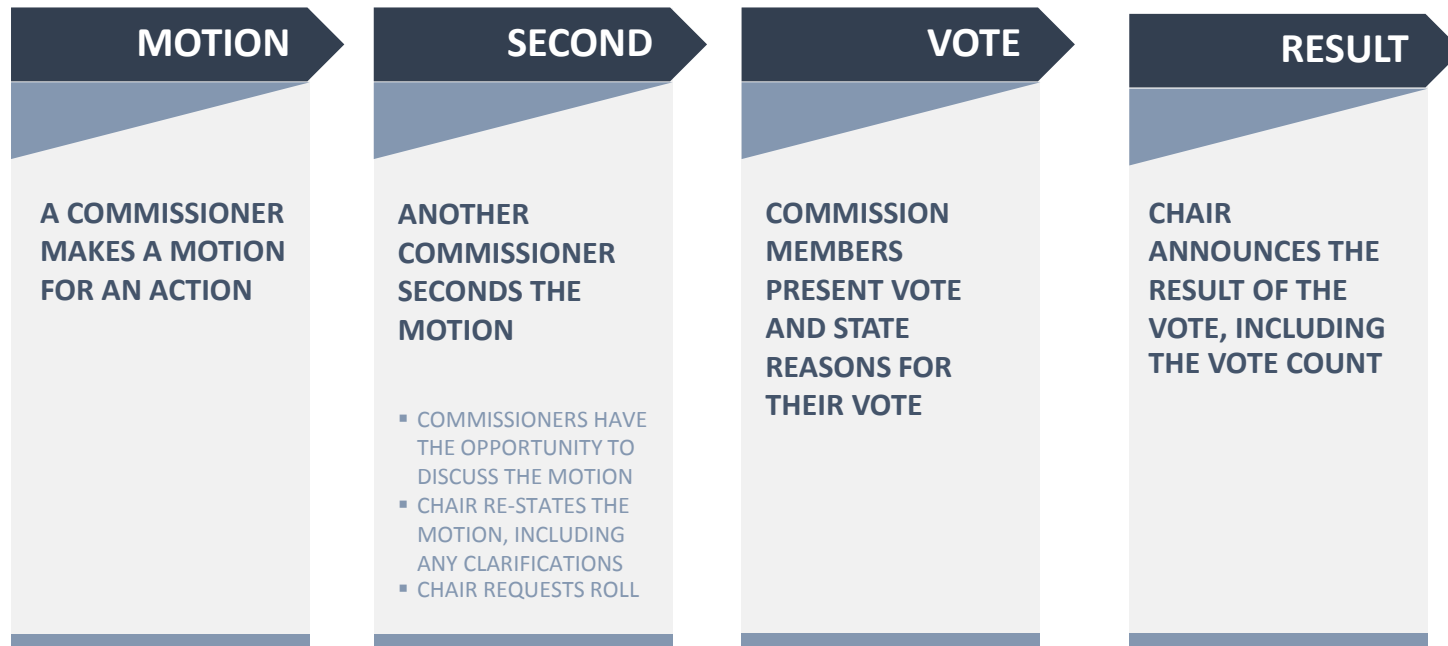 MOTION
A COMMISSIONER
MAKES A MOTION
FOR AN ACTION
SECOND
ANOTHER
COMMISSIONER
SECONDS THE
MOTION
▪ COMMISSIONERS HAVE
THE OPPORTUNITY TO
DISCUSS THE MOTION
▪ CHAIR RE-STATES THE
MOTION, INCLUDING
ANY CLARIFICATIONS
▪ CHAIR REQUESTS ROLL
VOTE
COMMISSION
MEMBERS
PRESENT VOTE
AND STATE
REASONS FOR
THEIR VOTE
RESULT
CHAIR
ANNOUNCES THE
RESULT OF THE
VOTE, INCLUDING
THE VOTE COUNT